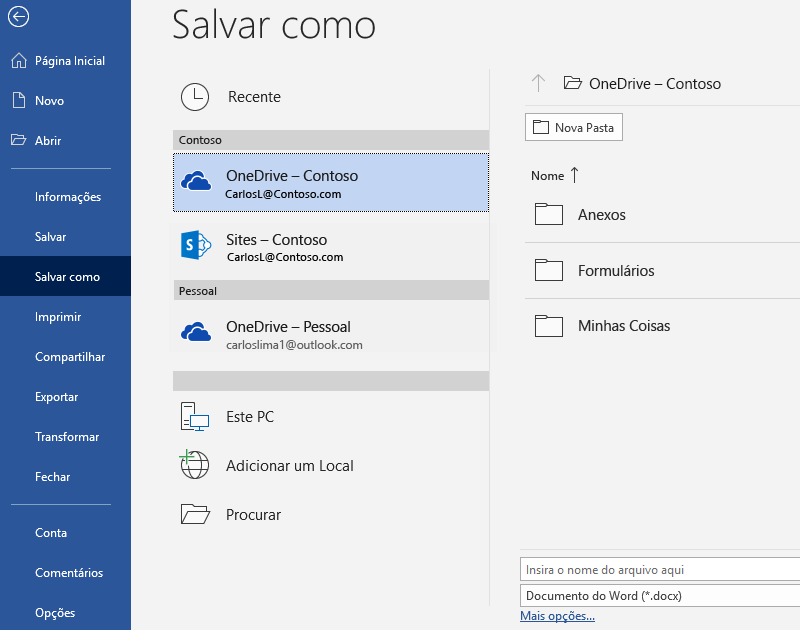 Página Inicial
Novo
Abrir
Informações
Salvar
Salvar como
Imprimir
Compartilhar
Exportar
Transformar
Fechar
Conta
Comentários
Opções
Salvar como
Recente
Contoso
OneDrive – Contoso
CarlosL@Contoso.com
S
Sites – Contoso
CarlosL@Contoso.com
Pessoal
OneDrive – Pessoal
carloslima1@outlook.com
Este PC
Adicionar um Local
Procurar
OneDrive – Contoso
Nova Pasta
Nome
Anexos
Formulários
Minhas Coisas
Insira o nome do arquivo aqui
Documento do Word (*.docx)
Mais opções...